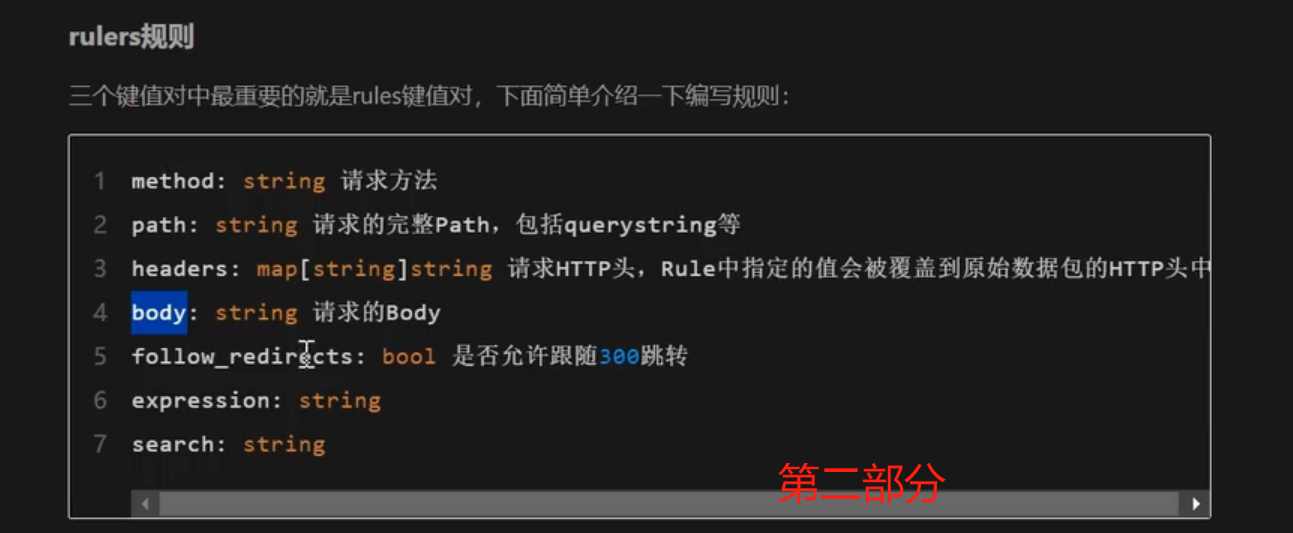 rulers规则
三个键值对中最重要的就是rules键值对，下面简单介绍一下编写规则：
1 method: string 请求方法
2 path: string 请求的完整Path，包括querystring等
3 headers: map[string]string 请求HTTP头，Rule中指定的值会被覆盖到原始数据包的HTTP头中
4 body: string 请求的Body
5 follow_redirects: bool 是否允许跟随300跳转
6 expression: string
7 search: string
第二部分